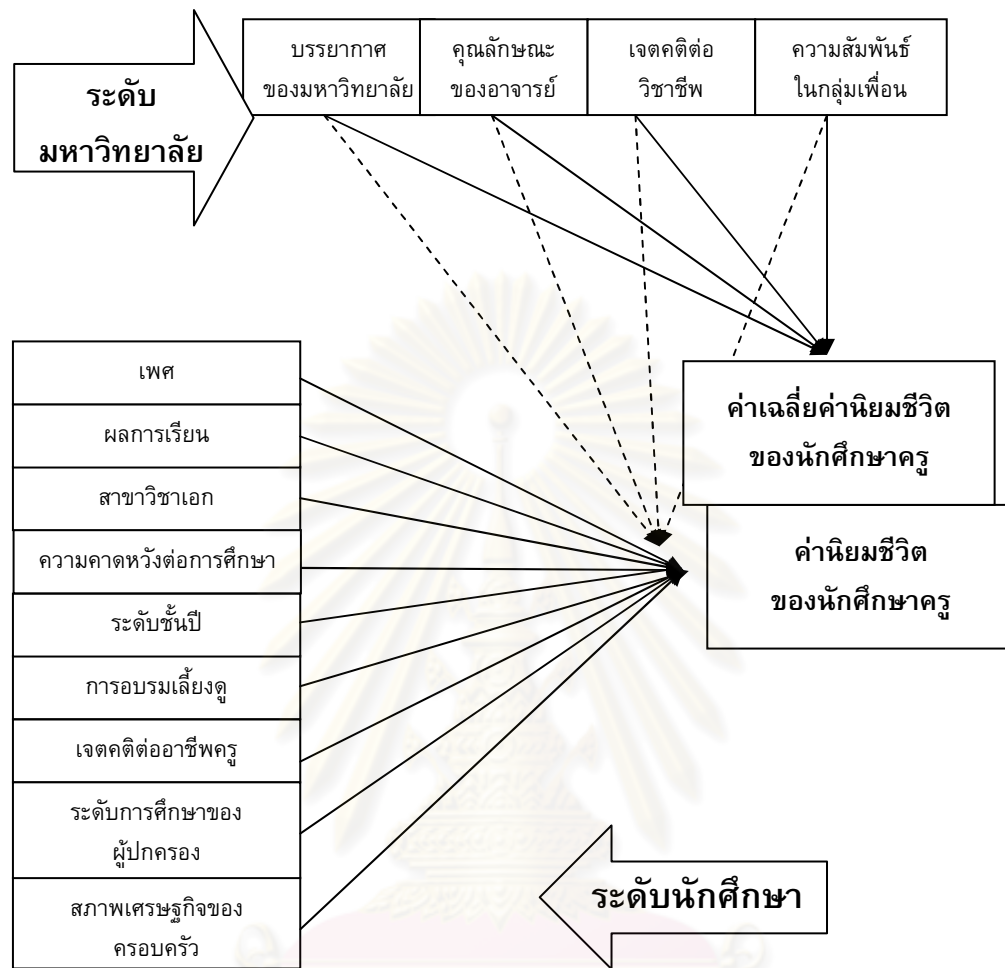 ระดับ
มหาวิทยาลัย
บรรยากาศ
ของมหาวิทยาลัย
คุณลักษณะ
ของอาจารย์
เจตคติต่อ
วิชาชีพ
ความสัมพันธ์
ในกลุ่มเพื่อน
เพศ
ผลการเรียน
สาขาวิชาเอก
ความคาดหวังต่อการศึกษา
ระดับชั้นปี
การอบรมเลี้ยงดู
เจตคติต่ออาชีพครู
ระดับการศึกษาของ
ผู้ปกครอง
สภาพเศรษฐกิจของ
ครอบครัว
ค่าเฉลี่ยค่านิยมชีวิต
ของนักศึกษาครู
ค่านิยมชีวิต
ของนักศึกษาครู
ระดับนักศึกษา